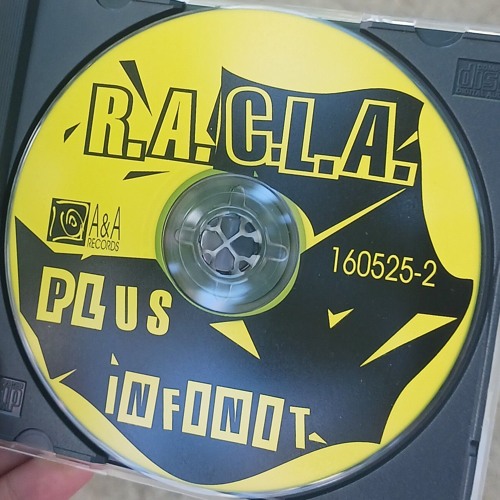 R.A.C.L.A.
A&A
RECORDS
160525-2
PLUS
iNFINIT